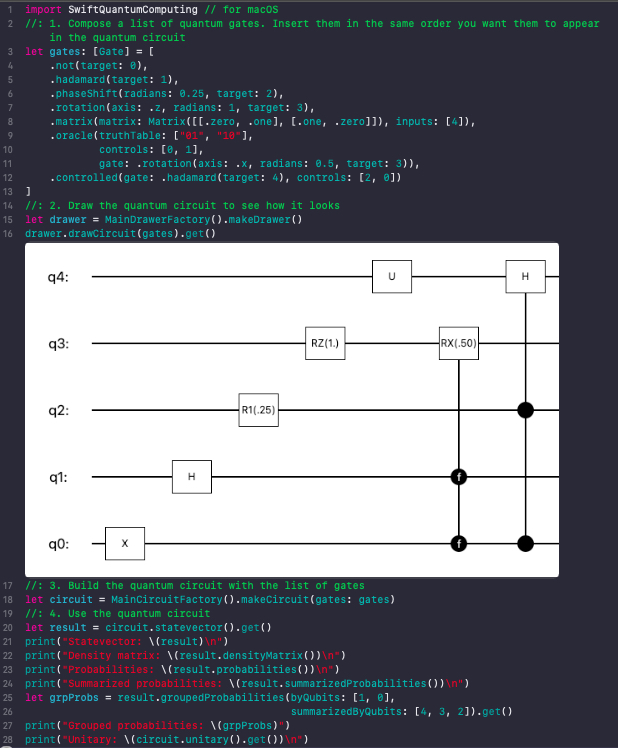 1 import SwiftQuantumComputing // for macOS
2 //: 1. Compose a list of quantum gates. Insert them in the same order you want them to appear
in the quantum circuit
3 let gates: [Gate] = [
4 .not(target: 0),
5 .hadamard(target: 1),
6 .phaseShift(radians: 0.25, target: 2),
7 .rotation(axis: .z, radians: 1, target: 3),
8 .matrix(matrix: Matrix([[.zero, .one], [.one, .zero]]), inputs: [4]),
9 .oracle(truthTable: ["01", "10"],
10 controls: [0, 1],
11 gate: .rotation(axis: .x, radians: 0.5, target: 3)),
12 .controlled(gate: .hadamard(target: 4), controls: [2, 0])
13 ]
14 //: 2. Draw the quantum circuit to see how it looks
15 let drawer = MainDrawerFactory().makeDrawer()
16 drawer.drawCircuit(gates).get()
q4: U H
q3: RZ(1.) RX(.50)
q2: R1(.25)
q1: H f
q0: X f
17 //: 3. Build the quantum circuit with the list of gates
18 let circuit = MainCircuitFactory().makeCircuit(gates: gates)
19 //: 4. Use the quantum circuit
20 let result = circuit.statevector().get()
21 print("Statevector: \(result)\n")
22 print("Density matrix: \(result.densityMatrix())\n")
23 print("Probabilities: \(result.probabilities())\n")
24 print("Summarized probabilities: \(result.summarizedProbabilities())\n")
25 let grpProbs = result.groupedProbabilities(byQubits: [1, 0],
26 summarizedByQubits: [4, 3, 2]).get()
27 print("Grouped probabilities: \(grpProbs)")
28 print("Unitary: \(circuit.unitary().get())\n")